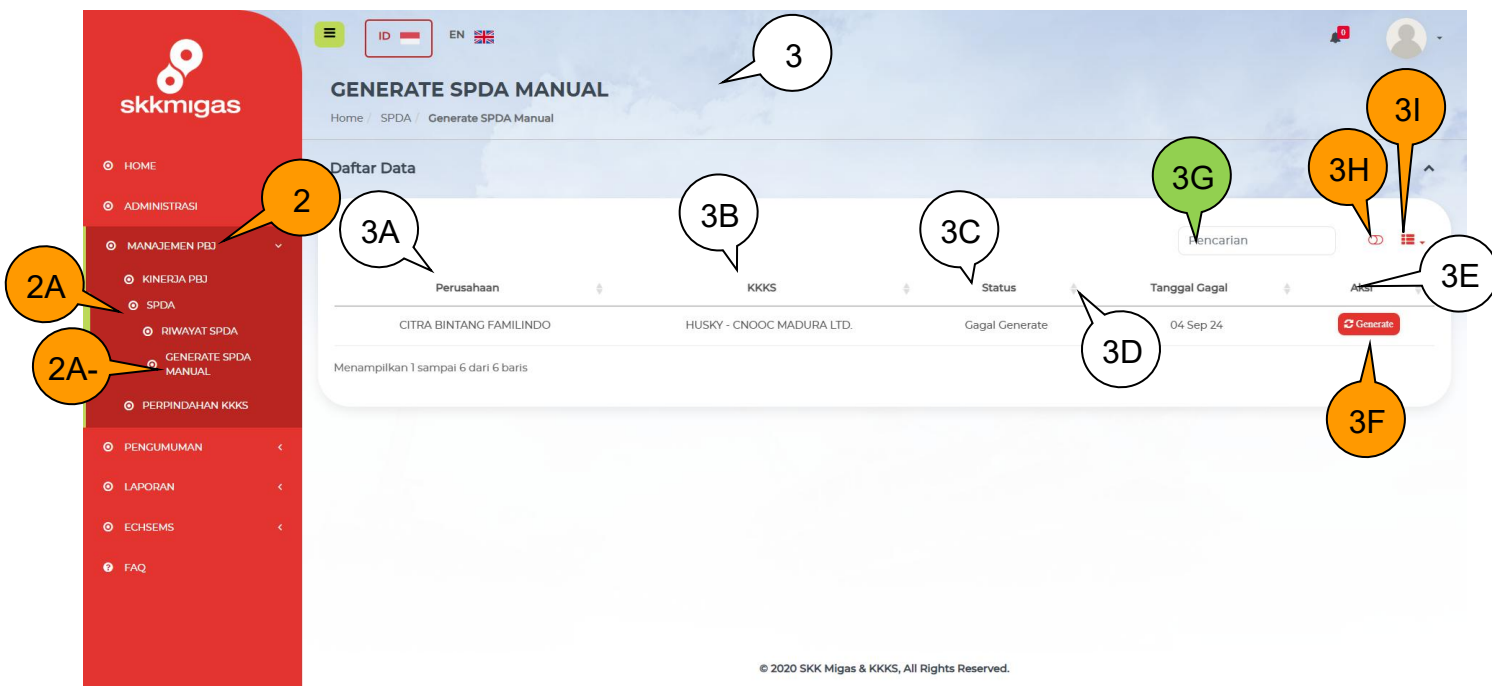 skkmigas
ID
EN
0
3
GENERATE SPDA MANUAL
Home / SPDA / Generate SPDA Manual
3I
HOME
ADMINISTRASI
2
MANAJEMEN PBJ
KINERJA PBJ
2A
SPDA
RIWAYAT SPDA
2A-
GENERATE SPDA
MANUAL
PERPINDAHAN KKKS
PENGUMUMAN
LAPORAN
ECHSEMS
FAQ
Daftar Data
3G
3H
3A
3B
3C
Pencarian
3E
Perusahaan
KKKS
Status
Tanggal Gagal
Aksi
CITRA BINTANG FAMILINDO
HUSKY - CNOOC MADURA LTD.
Gagal Generate
04 Sep 24
Generate
3D
Menampilkan 1 sampai 6 dari 6 baris
3F
© 2020 SKK Migas & KKKS, All Rights Reserved.